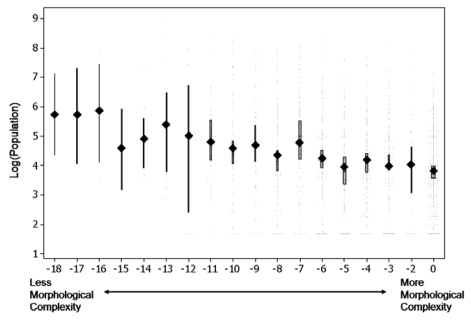 Log(Population)
9
8
7
6
5
4
3
2
1
-18 -17 -16 -15 -14 -13 -12 -11 -10 -9 -8 -7 -6 -5 -4 -3 -2 0
Less
Morphological
Complexity
More
Morphological
Complexity